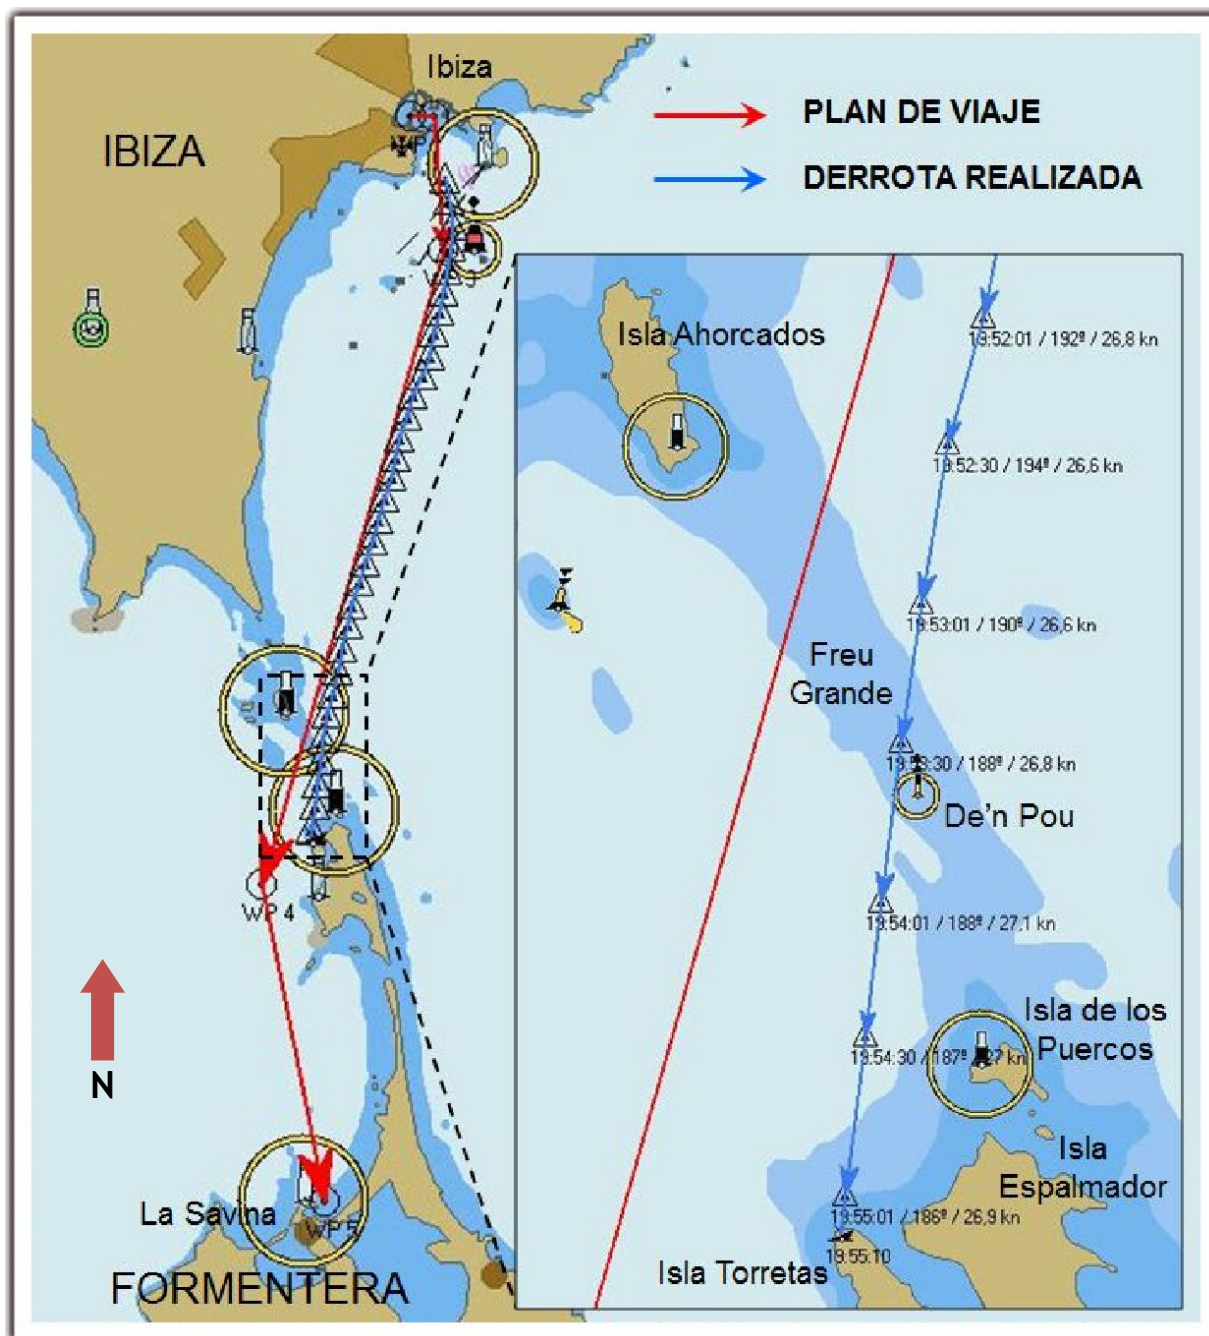 Ibiza
IBIZA
PLAN DE VIAJE
DERROTA REALIZADA
Isla Ahorcados
19:52:01 / 192º / 26,8 kn
19:52:30 / 194º / 26,6 kn
19:53:01 / 190º / 26,6 kn
Freu
Grande
19:53:30 / 188º / 26,8 kn
De'n Pou
19:54:01 / 188º / 27,1 kn
Isla de los
Puercos
19:54:30 / 187º / 27 kn
Isla
Espalmador
19:55:01 / 186º / 26,9 kn
19:55:10
Isla Torretas
WP 4
N
La Savina
WP 5
FORMENTERA